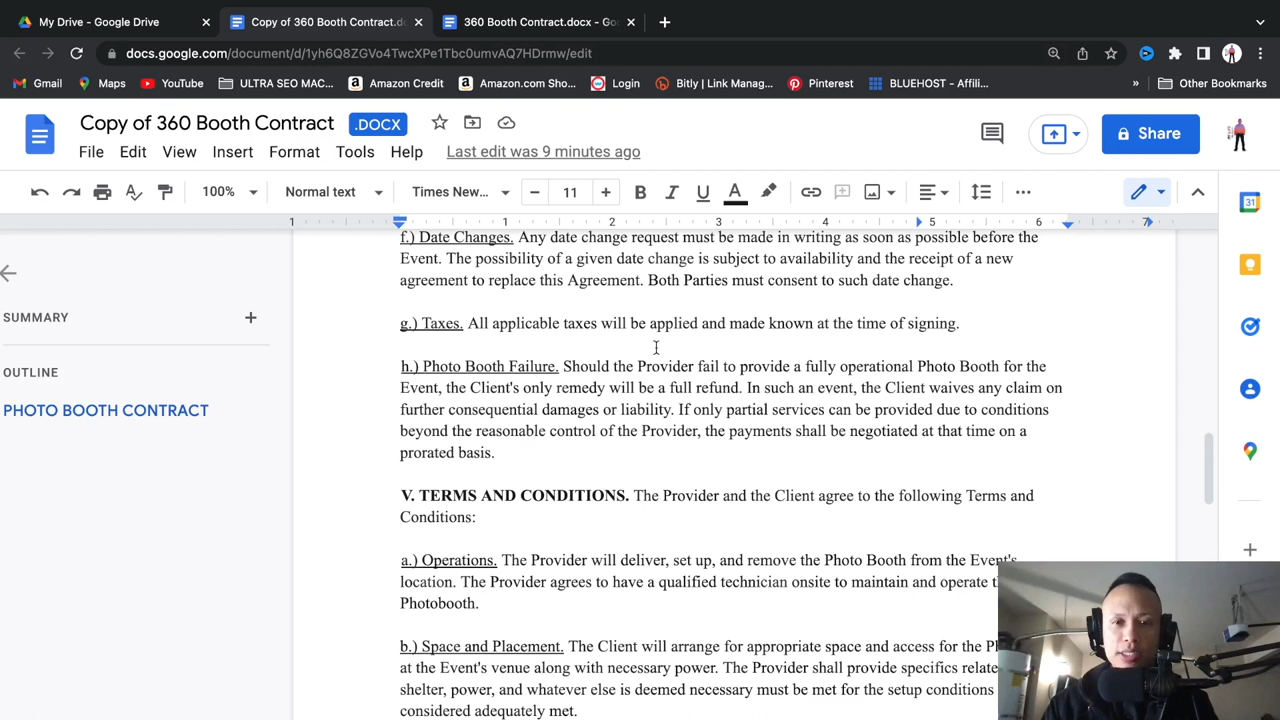 My Drive - Google Drive
Copy of 360 Booth Contract.d
360 Booth Contract.docx - Go
docs.google.com/document/d/1yh6Q8ZGVo4TwcXPe1Tbc0umvAQ7HDrmw/edit
Gmail
Maps
YouTube
ULTRA SEO MAC...
Amazon Credit
Amazon.com Sho...
Login
Bitly | Link Manag...
Pinterest
BLUEHOST - Affili...
»
Other Bookmarks
Copy of 360 Booth Contract
.DOCX
File Edit View Insert Format Tools Help Last edit was 9 minutes ago
Share
100% Normal text Times New... 11 B I U A
31
1 1 2 3 4 5 6 7
SUMMARY
OUTLINE
PHOTO BOOTH CONTRACT
f.) Date Changes. Any date change request must be made in writing as soon as possible before the
Event. The possibility of a given date change is subject to availability and the receipt of a new
agreement to replace this Agreement. Both Parties must consent to such date change.
g.) Taxes. All applicable taxes will be applied and made known at the time of signing.
h.) Photo Booth Failure. Should the Provider fail to provide a fully operational Photo Booth for the
Event, the Client's only remedy will be a full refund. In such an event, the Client waives any claim on
further consequential damages or liability. If only partial services can be provided due to conditions
beyond the reasonable control of the Provider, the payments shall be negotiated at that time on a
prorated basis.
V. TERMS AND CONDITIONS. The Provider and the Client agree to the following Terms and
Conditions:
a.) Operations. The Provider will deliver, set up, and remove the Photo Booth from the Event's
location. The Provider agrees to have a qualified technician onsite to maintain and operate
Photobooth.
b.) Space and Placement. The Client will arrange for appropriate space and access for the
at the Event's venue along with necessary power. The Provider shall provide specifics
shelter, power, and whatever else is deemed necessary must be met for the setup conditions
considered adequately met.